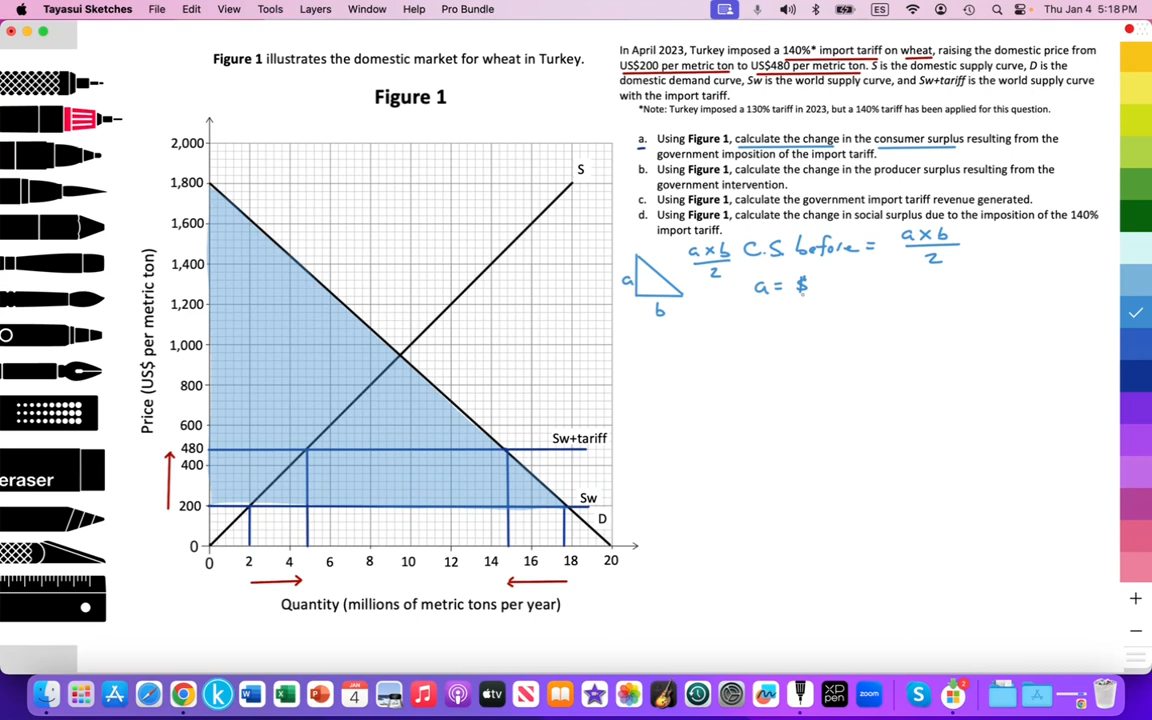 Tayasui Sketches File Edit View Tools Layers Window Help Pro Bundle ES Thu Jan 4 5:18 PM
Figure 1 illustrates the domestic market for wheat in Turkey.
Figure 1
Price (US$ per metric ton)
2,000
1,800
1,600
1,400
1,200
1,000
800
600
480
400
200
0
S
Sw+tariff
Sw
D
0 2 4 6 8 10 12 14 16 18 20
Quantity (millions of metric tons per year)
In April 2023, Turkey imposed a 140%* import tariff on wheat, raising the domestic price from
US$200 per metric ton to US$480 per metric ton. S is the domestic supply curve, D is the
domestic demand curve, Sw is the world supply curve, and Sw+tariff is the world supply curve
with the import tariff.
*Note: Turkey imposed a 130% tariff in 2023, but a 140% tariff has been applied for this question.
a. Using Figure 1, calculate the change in the consumer surplus resulting from the
government imposition of the import tariff.
b. Using Figure 1, calculate the change in the producer surplus resulting from the
government intervention.
c. Using Figure 1, calculate the government import tariff revenue generated.
d. Using Figure 1, calculate the change in social surplus due to the imposition of the 140%
import tariff.
a
b
a x b
2
C.S. before = a x b
2
a = $
eraser
JAN
4
XP
PEN
zoom
2